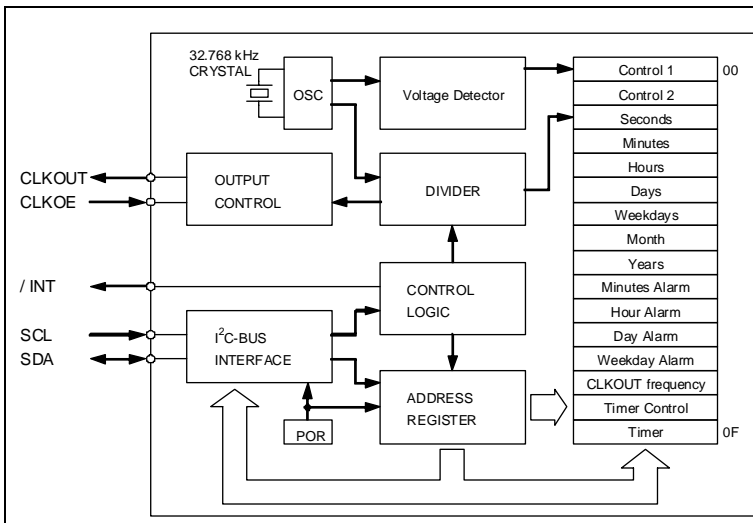 32.768 kHz
CRYSTAL
OSC
Voltage Detector
Control 1
00
Control 2
Seconds
Minutes
Hours
Days
Weekdays
Month
Years
Minutes Alarm
Hour Alarm
Day Alarm
Weekday Alarm
CLKOUT frequency
Timer Control
Timer
0F
CLKOUT
CLKOE
OUTPUT
CONTROL
DIVIDER
/ INT
CONTROL
LOGIC
SCL
SDA
I²C-BUS
INTERFACE
ADDRESS
REGISTER
POR